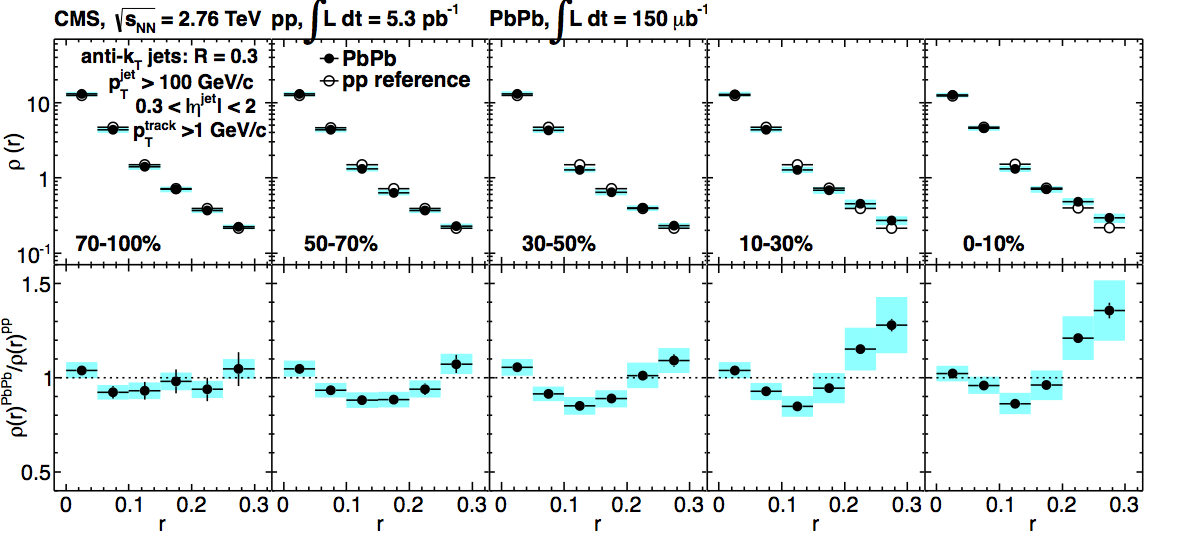 CMS, √s_NN = 2.76 TeV pp, ∫L dt = 5.3 pb⁻¹ PbPb, ∫L dt = 150 μb⁻¹
anti-k_T jets: R = 0.3
p_T^jet > 100 GeV/c
0.3 < |η^jet| < 2
p_T^track >1 GeV/c
PbPb
pp reference
ρ (r)
10
1
10⁻¹
70-100%
50-70%
30-50%
10-30%
0-10%
ρ(r)^PbPb/ρ(r)^pp
1.5
1
0.5
0 0.1 0.2 0.3 0 0.1 0.2 0.3 0 0.1 0.2 0.3 0 0.1 0.2 0.3 0 0.1 0.2 0.3
r r r r r